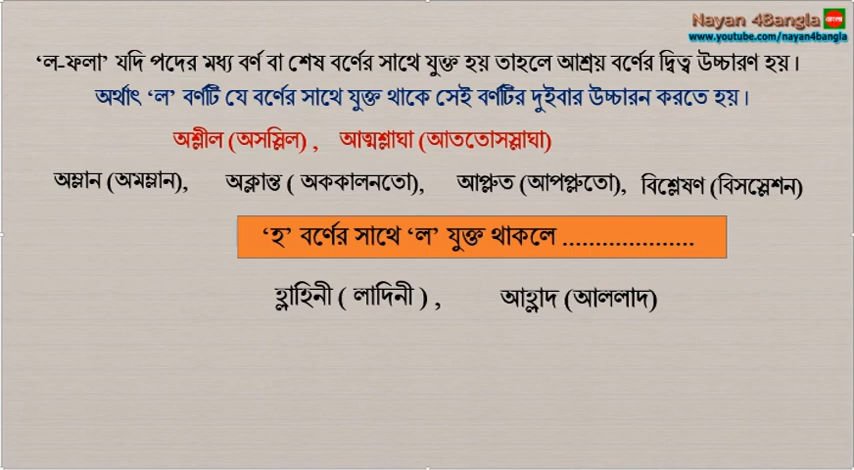 Nayan 4Bangla বাংলা
www.youtube.com/nayan4bangla
‘ল-ফলা’ যদি পদের মধ্য বর্ণ বা শেষ বর্ণের সাথে যুক্ত হয় তাহলে আশ্রয় বর্ণের দ্বিত্ব উচ্চারণ হয়।
অর্থাৎ ‘ল’ বর্ণটি যে বর্ণের সাথে যুক্ত থাকে সেই বর্ণটির দুইবার উচ্চারন করতে হয়।
অশ্লীল (অসস্লিল) , আত্মশ্লাঘা (আততোসস্লাঘা)
অম্লান (অমম্লান), অক্লান্ত ( অককালনতো), আপ্লুত (আপপ্লুতো), বিশ্লেষণ (বিসস্লেশন)
‘হ’ বর্ণের সাথে ‘ল’ যুক্ত থাকলে ....................
হ্লাহিনী ( লাদিনী ) , আহ্লাদ (আললাদ)